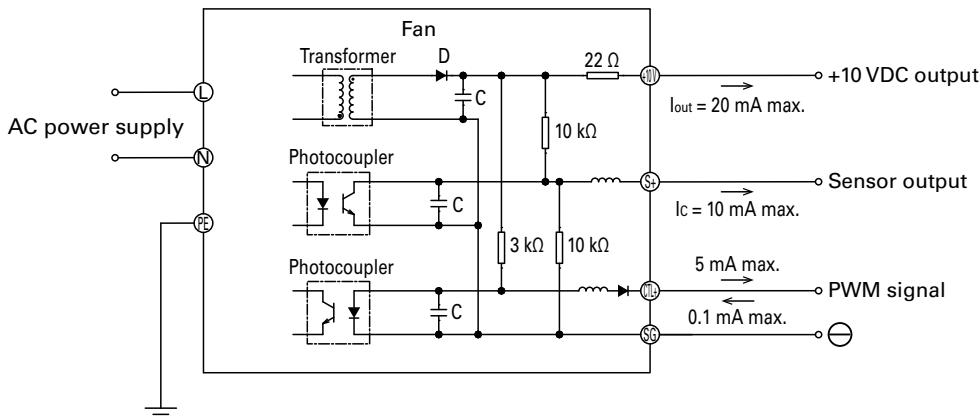 Fan
Transformer
D
22 Ω
+10V
+10 VDC output
L
C
Iout = 20 mA max.
AC power supply
10 kΩ
N
Photocoupler
S+
Sensor output
C
Ic = 10 mA max.
PE
3 kΩ
10 kΩ
Photocoupler
5 mA max.
CTL+
PWM signal
C
0.1 mA max.
SG
⊖